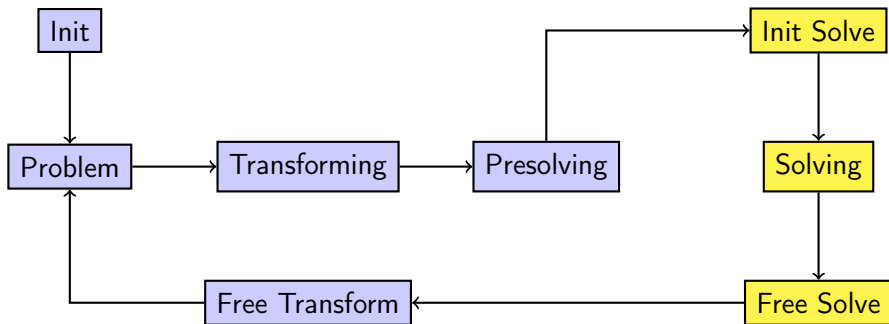 Init
Init Solve
Problem
Transforming
Presolving
Solving
Free Transform
Free Solve